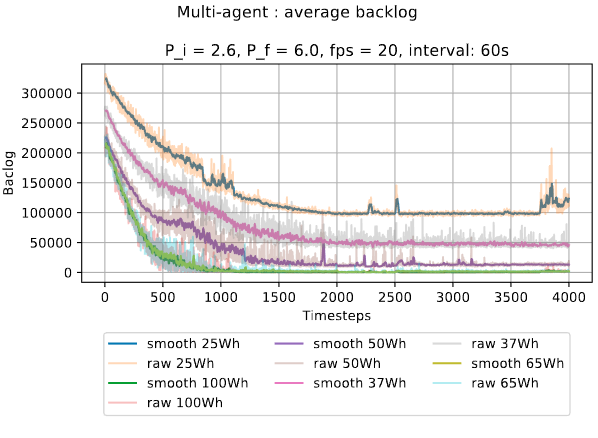 Multi-agent : average backlog
P_i = 2.6, P_f = 6.0, fps = 20, interval: 60s
300000
250000
200000
150000
100000
50000
0
Backlog
0 500 1000 1500 2000 2500 3000 3500 4000
Timesteps
smooth 25Wh smooth 50Wh raw 37Wh
raw 25Wh raw 50Wh smooth 65Wh
smooth 100Wh smooth 37Wh raw 65Wh
raw 100Wh